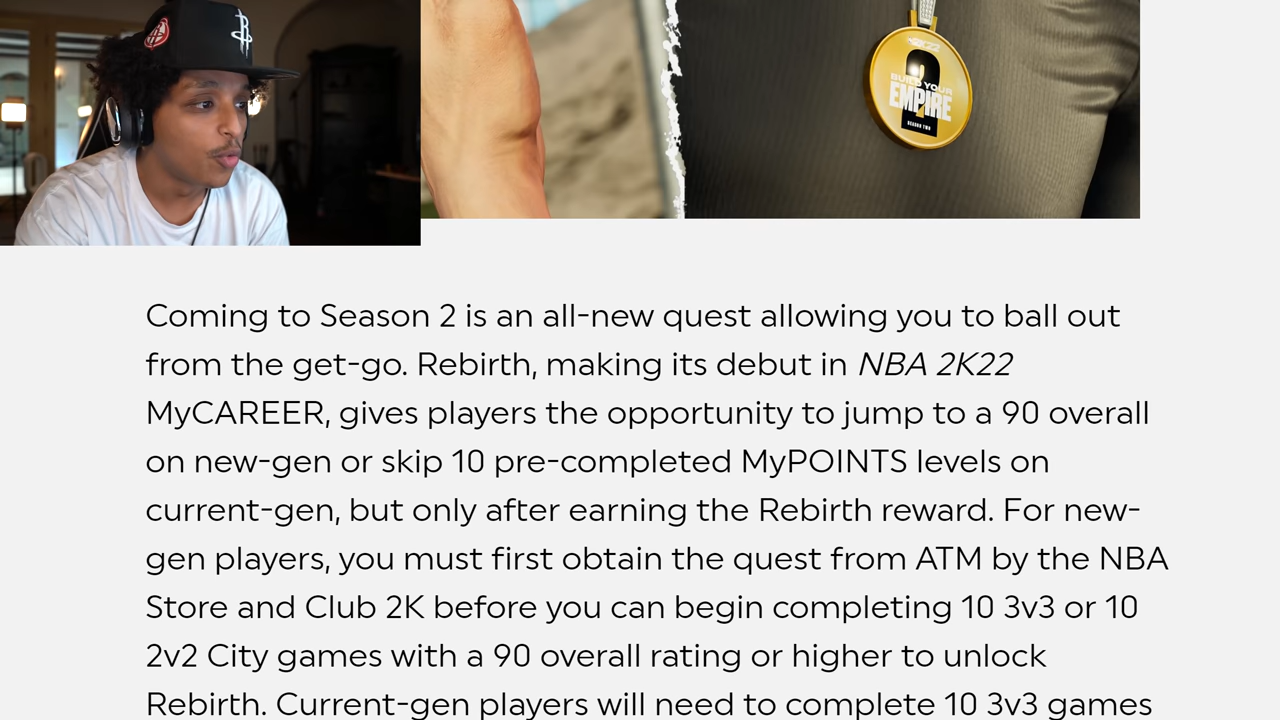 BUILD YOUR
EMPIRE
SEASON TWO
Coming to Season 2 is an all-new quest allowing you to ball out
from the get-go. Rebirth, making its debut in NBA 2K22
MyCAREER, gives players the opportunity to jump to a 90 overall
on new-gen or skip 10 pre-completed MyPOINTS levels on
current-gen, but only after earning the Rebirth reward. For new-
gen players, you must first obtain the quest from ATM by the NBA
Store and Club 2K before you can begin completing 10 3v3 or 10
2v2 City games with a 90 overall rating or higher to unlock
Rebirth. Current-gen players will need to complete 10 3v3 games